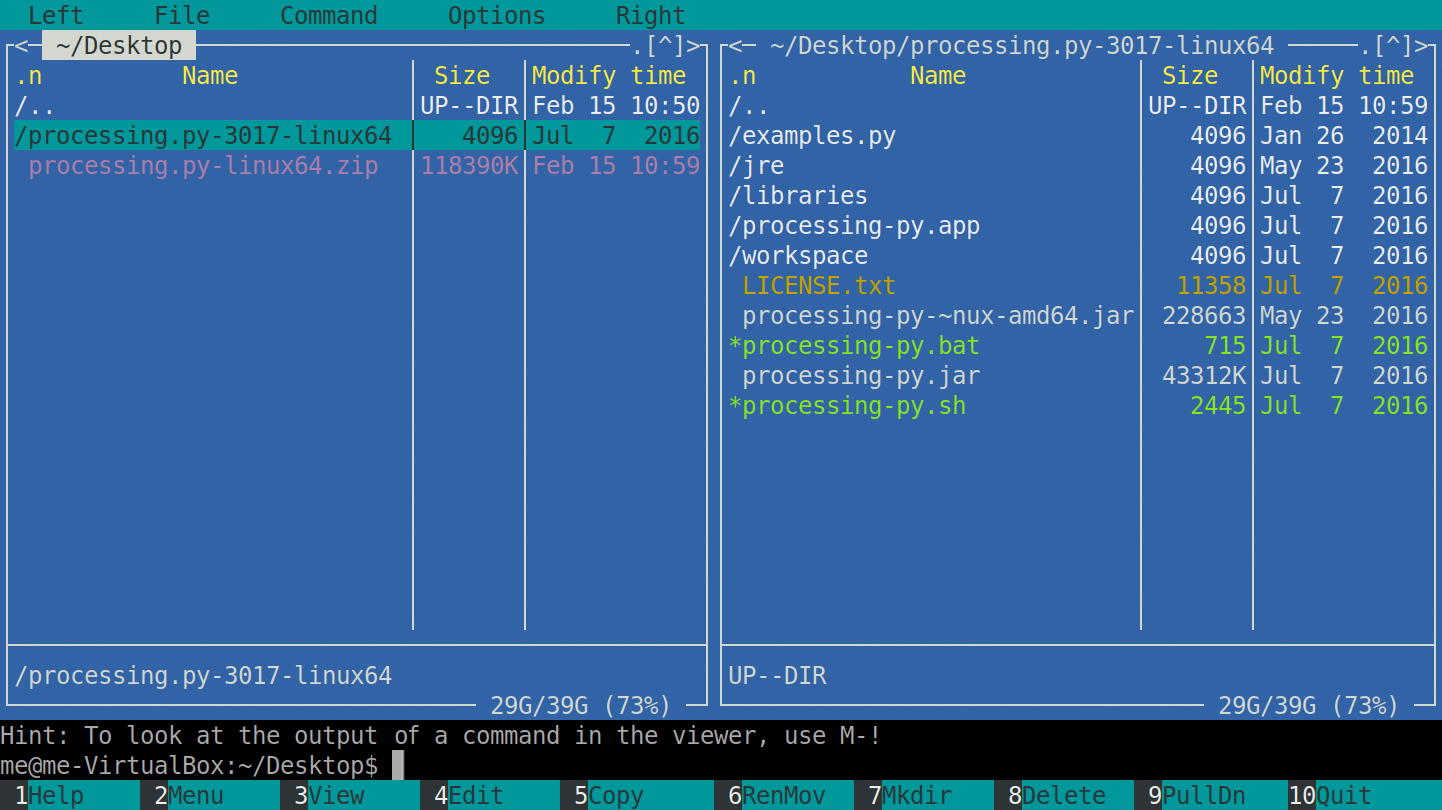 Left File Command Options Right
<─ ~/Desktop .[^]>
.n Name Size Modify time
/.. UP--DIR Feb 15 10:50
/processing.py-3017-linux64 4096 Jul 7 2016
processing.py-linux64.zip 118390K Feb 15 10:59
/processing.py-3017-linux64
29G/39G (73%)
<─ ~/Desktop/processing.py-3017-linux64 .[^]>
.n Name Size Modify time
/.. UP--DIR Feb 15 10:59
/examples.py 4096 Jan 26 2014
/jre 4096 May 23 2016
/libraries 4096 Jul 7 2016
/processing-py.app 4096 Jul 7 2016
/workspace 4096 Jul 7 2016
LICENSE.txt 11358 Jul 7 2016
processing-py-~nux-amd64.jar 228663 May 23 2016
*processing-py.bat 715 Jul 7 2016
processing-py.jar 43312K Jul 7 2016
*processing-py.sh 2445 Jul 7 2016
UP--DIR
29G/39G (73%)
Hint: To look at the output of a command in the viewer, use M-!
me@me-VirtualBox:~/Desktop$
1Help 2Menu 3View 4Edit 5Copy 6RenMov 7Mkdir 8Delete 9PullDn 10Quit